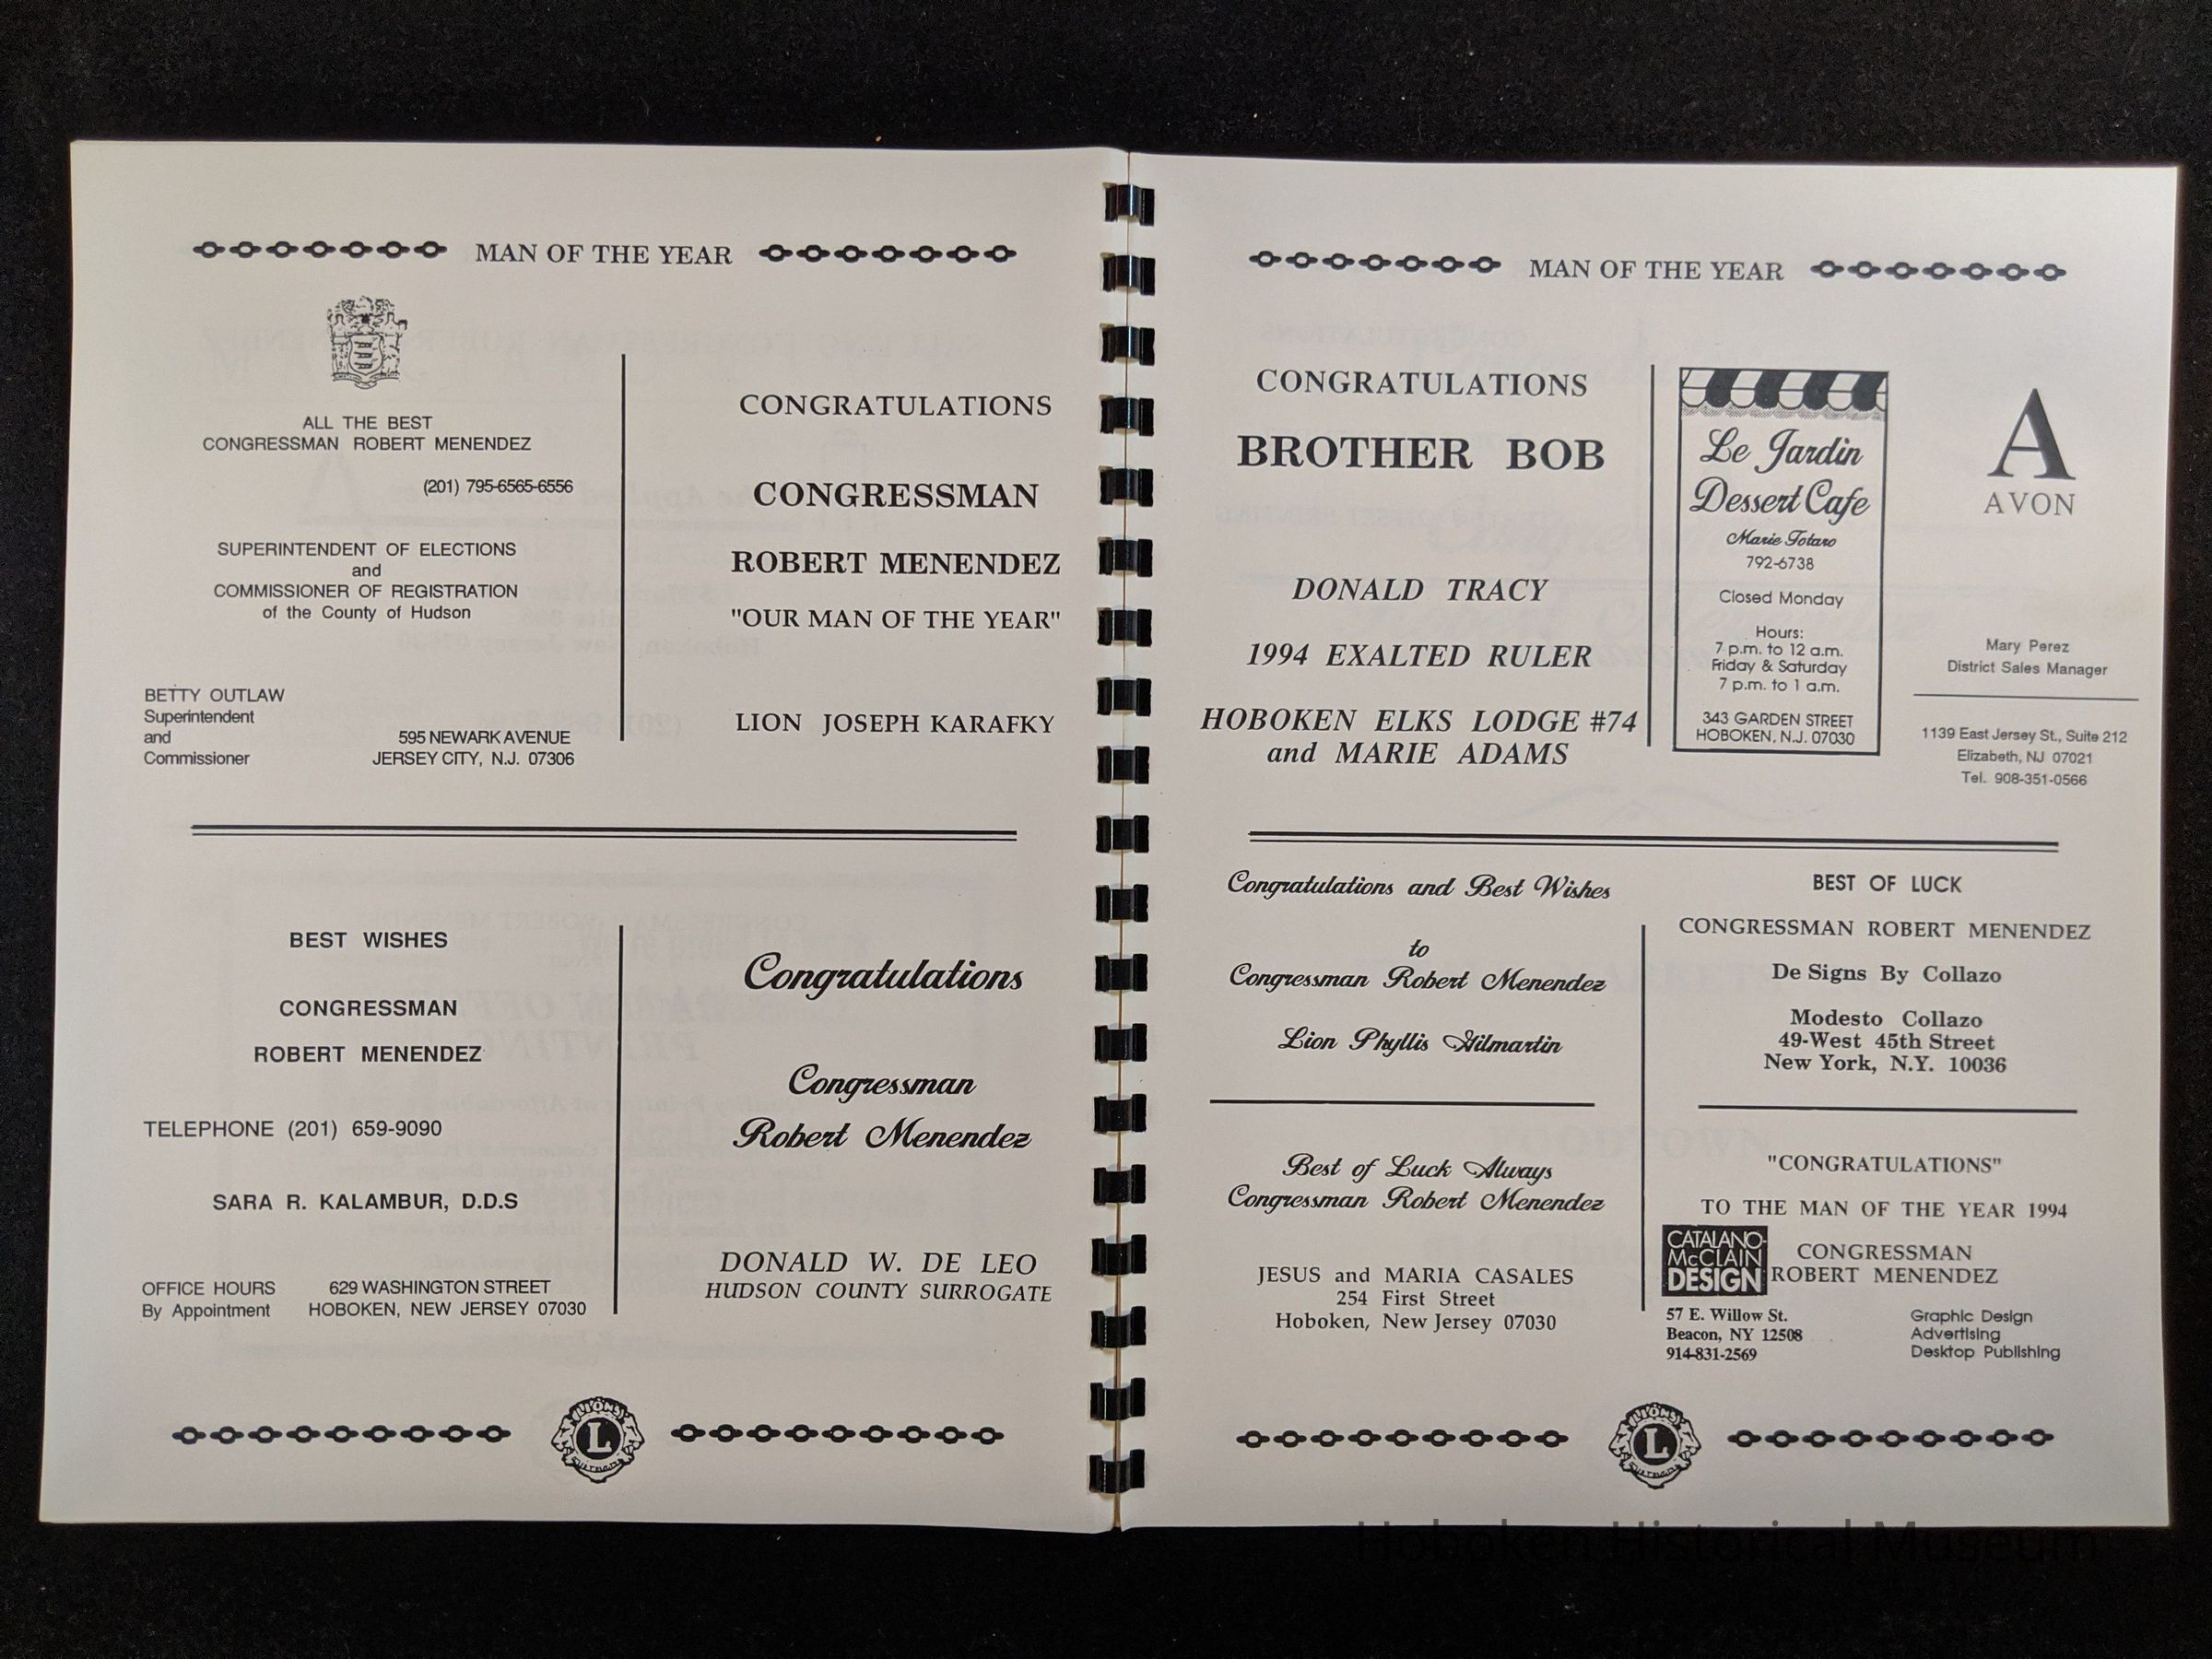 MAN OF THE YEAR
ALL THE BEST
CONGRESSMAN ROBERT MENENDEZ
(201) 795-6565-6556
SUPERINTENDENT OF ELECTIONS
and
COMMISSIONER OF REGISTRATION
of the County of Hudson
BETTY OUTLAW
Superintendent
and
Commissioner
595 NEWARK AVENUE
JERSEY CITY, N.J. 07306
CONGRATULATIONS
CONGRESSMAN
ROBERT MENENDEZ
"OUR MAN OF THE YEAR"
LION JOSEPH KARAFKY
BEST WISHES
CONGRESSMAN
ROBERT MENENDEZ
TELEPHONE (201) 659-9090
SARA R. KALAMBUR, D.D.S
OFFICE HOURS
By Appointment
629 WASHINGTON STREET
HOBOKEN, NEW JERSEY 07030
Congratulations
Congressman
Robert Menendez
DONALD W. DE LEO
HUDSON COUNTY SURROGATE
LIONS
L
MAN OF THE YEAR
CONGRATULATIONS
BROTHER BOB
DONALD TRACY
1994 EXALTED RULER
HOBOKEN ELKS LODGE #74
and MARIE ADAMS
Le Jardin
Dessert Cafe
Marie Totaro
792-6738
Closed Monday
Hours:
7 p.m. to 12 a.m.
Friday & Saturday
7 p.m. to 1 a.m.
343 GARDEN STREET
HOBOKEN, N.J. 07030
A
AVON
Mary Perez
District Sales Manager
1139 East Jersey St., Suite 212
Elizabeth, NJ 07021
Tel. 908-351-0566
Congratulations and Best Wishes
to
Congressman Robert Menendez
Lion Phyllis Gilmartin
Best of Luck Always
Congressman Robert Menendez
JESUS and MARIA CASALES
254 First Street
Hoboken, New Jersey 07030
BEST OF LUCK
CONGRESSMAN ROBERT MENENDEZ
De Signs By Collazo
Modesto Collazo
49-West 45th Street
New York, N.Y. 10036
"CONGRATULATIONS"
TO THE MAN OF THE YEAR 1994
CATALANO-
McCLAIN
DESIGN
CONGRESSMAN
ROBERT MENENDEZ
57 E. Willow St.
Beacon, NY 12508
914-831-2569
Graphic Design
Advertising
Desktop Publishing
LIONS
L
Hoboken Historical Museum